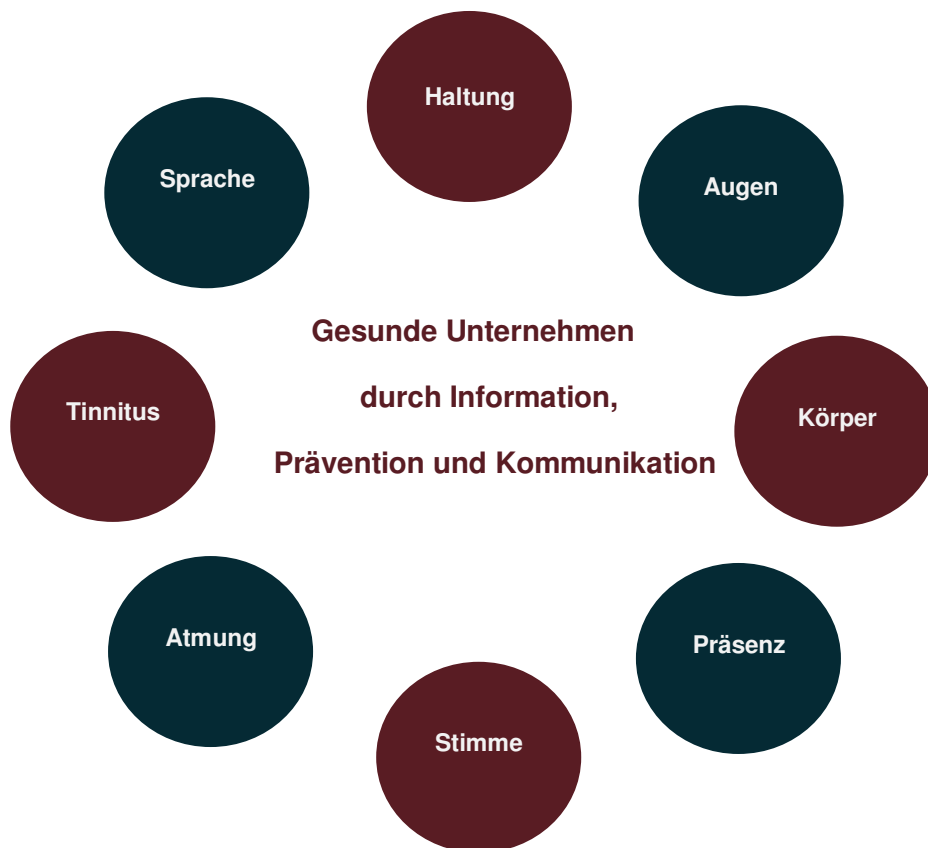 Haltung
Sprache
Augen
Gesunde Unternehmen
durch Information,
Prävention und Kommunikation
Tinnitus
Körper
Atmung
Präsenz
Stimme